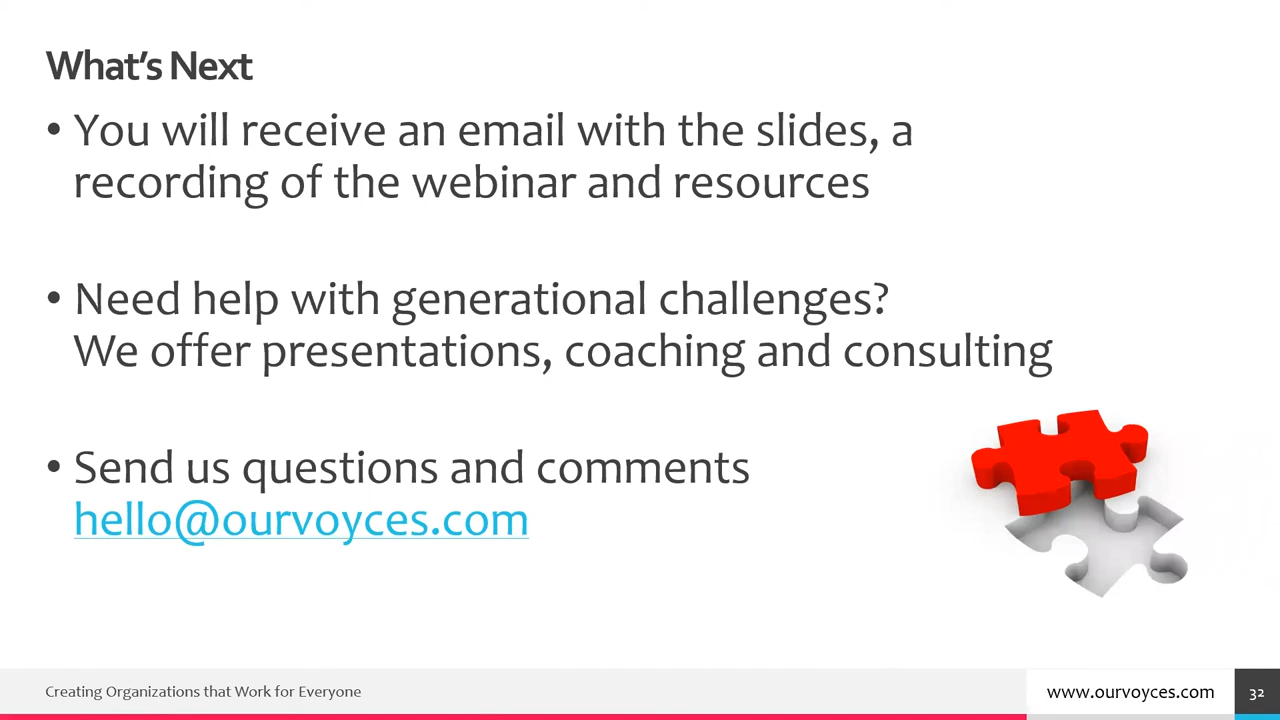 What's Next
• You will receive an email with the slides, a
recording of the webinar and resources
• Need help with generational challenges?
We offer presentations, coaching and consulting
• Send us questions and comments
hello@ourvoyces.com
Creating Organizations that Work for Everyone
www.ourvoyces.com
32